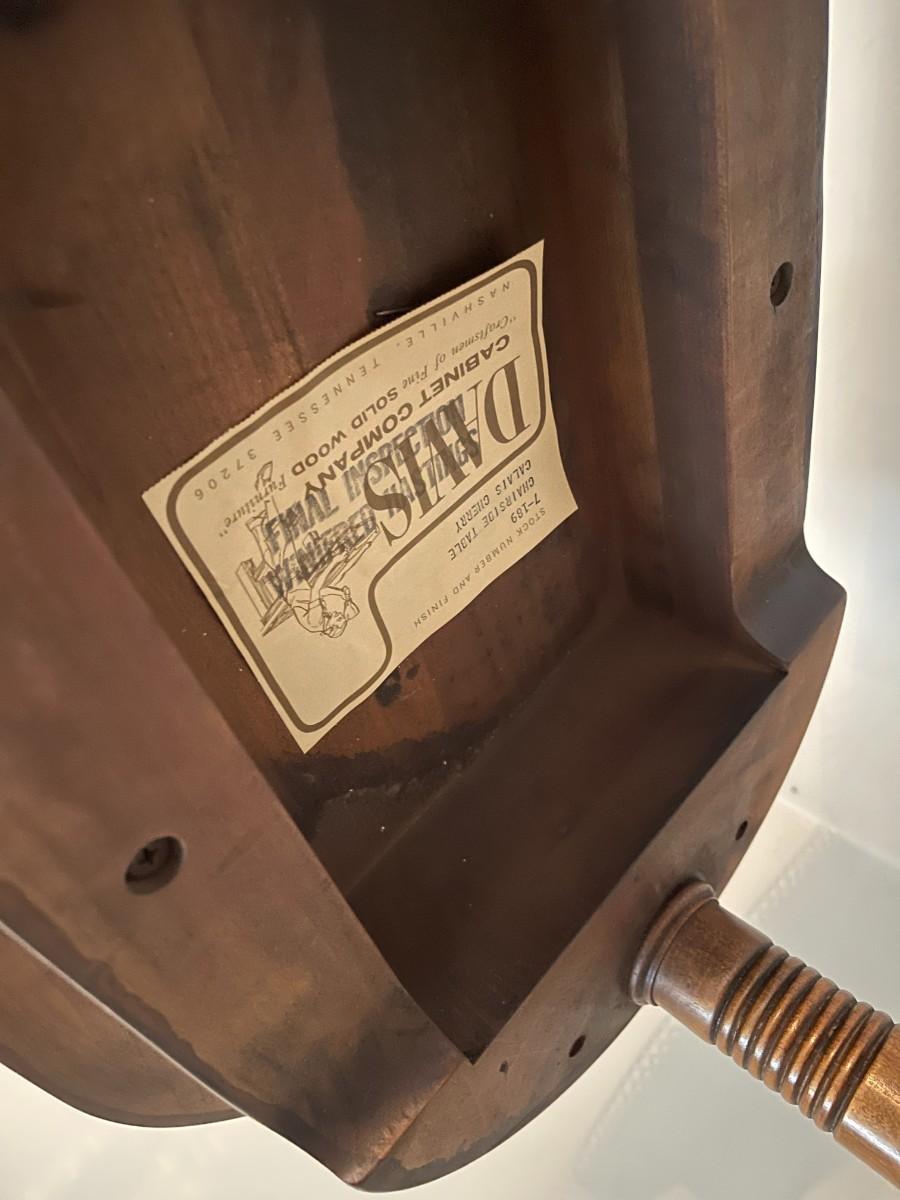 STOCK NUMBER AND FINISH
7-189
CHAIRSIDE TABLE
CALAIS CHERRY
DAVIS
CABINET COMPANY
"Craftsmen of Fine SOLID WOOD Furniture"
NASHVILLE, TENNESSEE 37206
FINAL INSPECTION